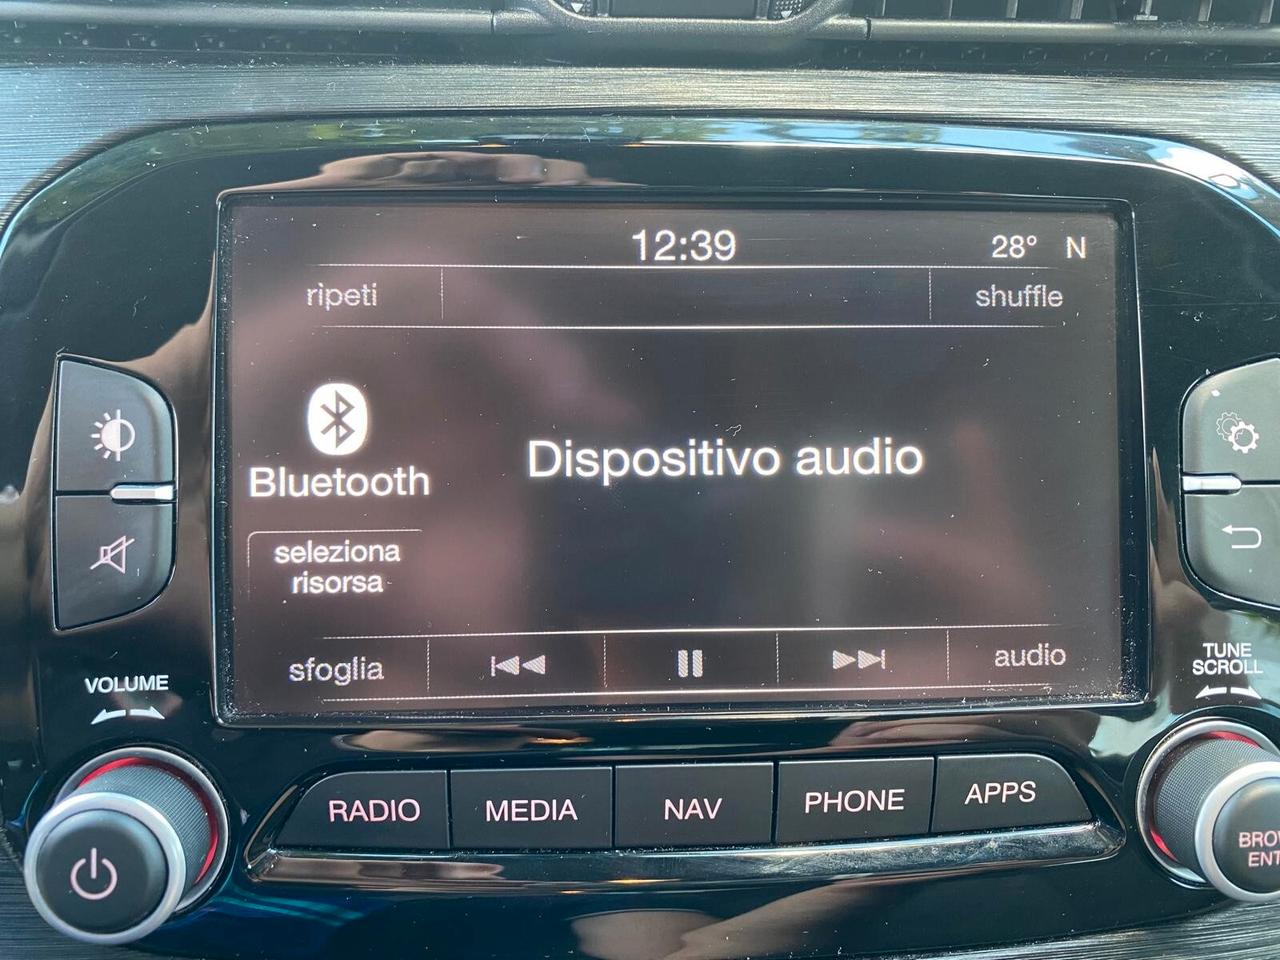 12:39
28° N
ripeti
shuffle
Bluetooth
Dispositivo audio
seleziona
risorsa
sfoglia
audio
VOLUME
TUNE
SCROLL
RADIO
MEDIA
NAV
PHONE
APPS